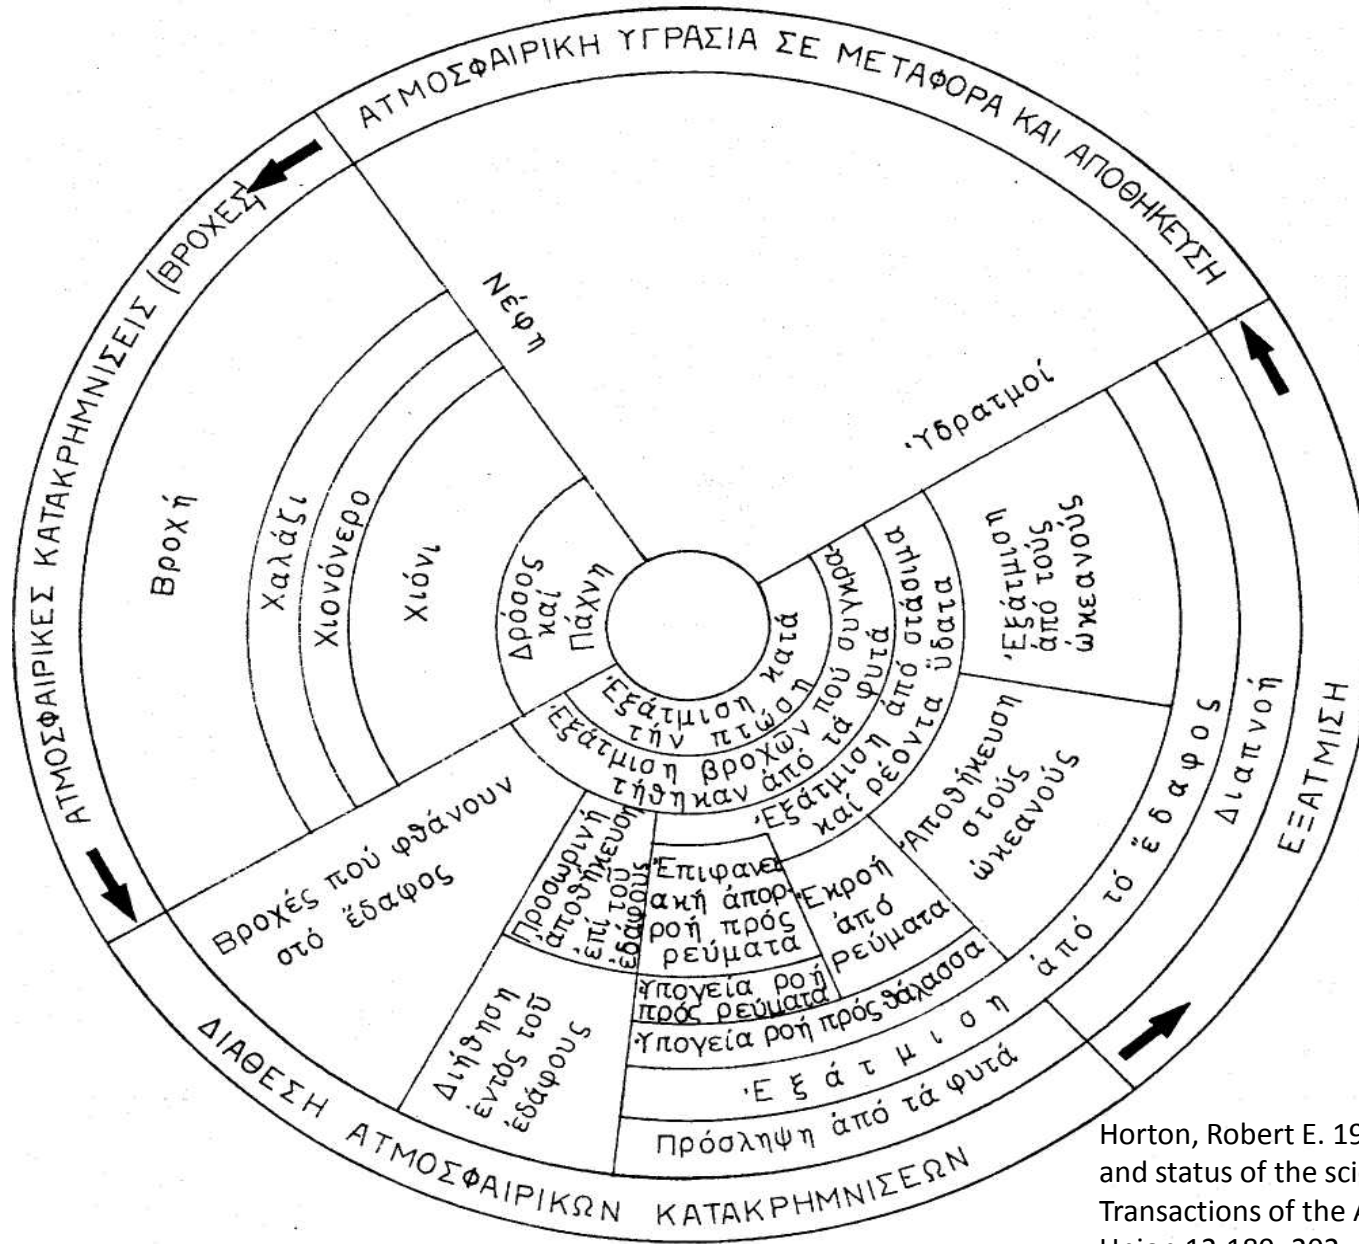 ΑΤΜΟΣΦΑΙΡΙΚΗ ΥΓΡΑΣΙΑ ΣΕ ΜΕΤΑΦΟΡΑ ΚΑΙ ΑΠΟΘΗΚΕΥΣΗ
ΑΤΜΟΣΦΑΙΡΙΚΕΣ ΚΑΤΑΚΡΗΜΝΙΣΕΙΣ (ΒΡΟΧΕΣ)
ΔΙΑΘΕΣΗ ΑΤΜΟΣΦΑΙΡΙΚΩΝ ΚΑΤΑΚΡΗΜΝΙΣΕΩΝ
ΕΞΑΤΜΙΣΗ
Νέφη
Ὑδρατμοί
Βροχή
Χαλάζι
Χιονόνερο
Χιόνι
Δρόσος
καί
Πάχνη
Ἐξάτμιση κατά
τήν πτώση
Ἐξάτμιση βροχῶν πού συγκρα-
τήθηκαν ἀπό τά φυτά
Ἐξάτμιση ἀπό στάσιμα
καί ρέοντα ὕδατα
Ἐξάτμιση
ἀπό τούς
ὠκεανούς
Ἀποθήκευση
στούς
ὠκεανούς
Διαπνοή
Βροχές πού φθάνουν
στό ἔδαφος
Προσωρινή
ἀποθήκευση
ἐπί τοῦ
ἐδάφους
Ἐπιφανει
ακή ἀπορ-
ροή πρός
ρεύματα
Ἐκροή
ἀπό
ρεύματα
Ὑπογεία ροή
πρός ρεύματα
Ὑπογεία ροή πρός θάλασσα
Διήθηση
ἐντός τοῦ
ἐδάφους
Ἐξάτμιση ἀπό τό ἔδαφος
Πρόσληψη ἀπό τά φυτά
Horton, Robert E. 19
and status of the sci
Transactions of the A